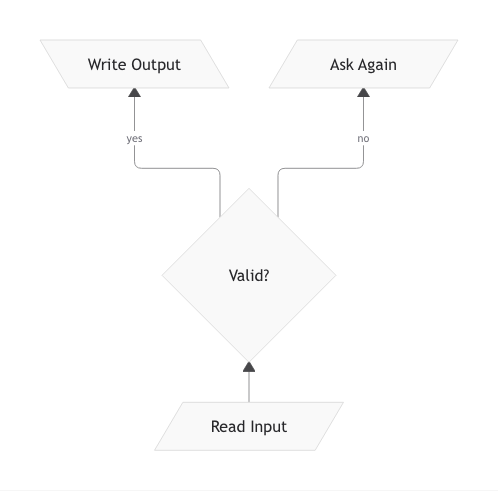 Write Output
Ask Again
yes
no
Valid?
Read Input